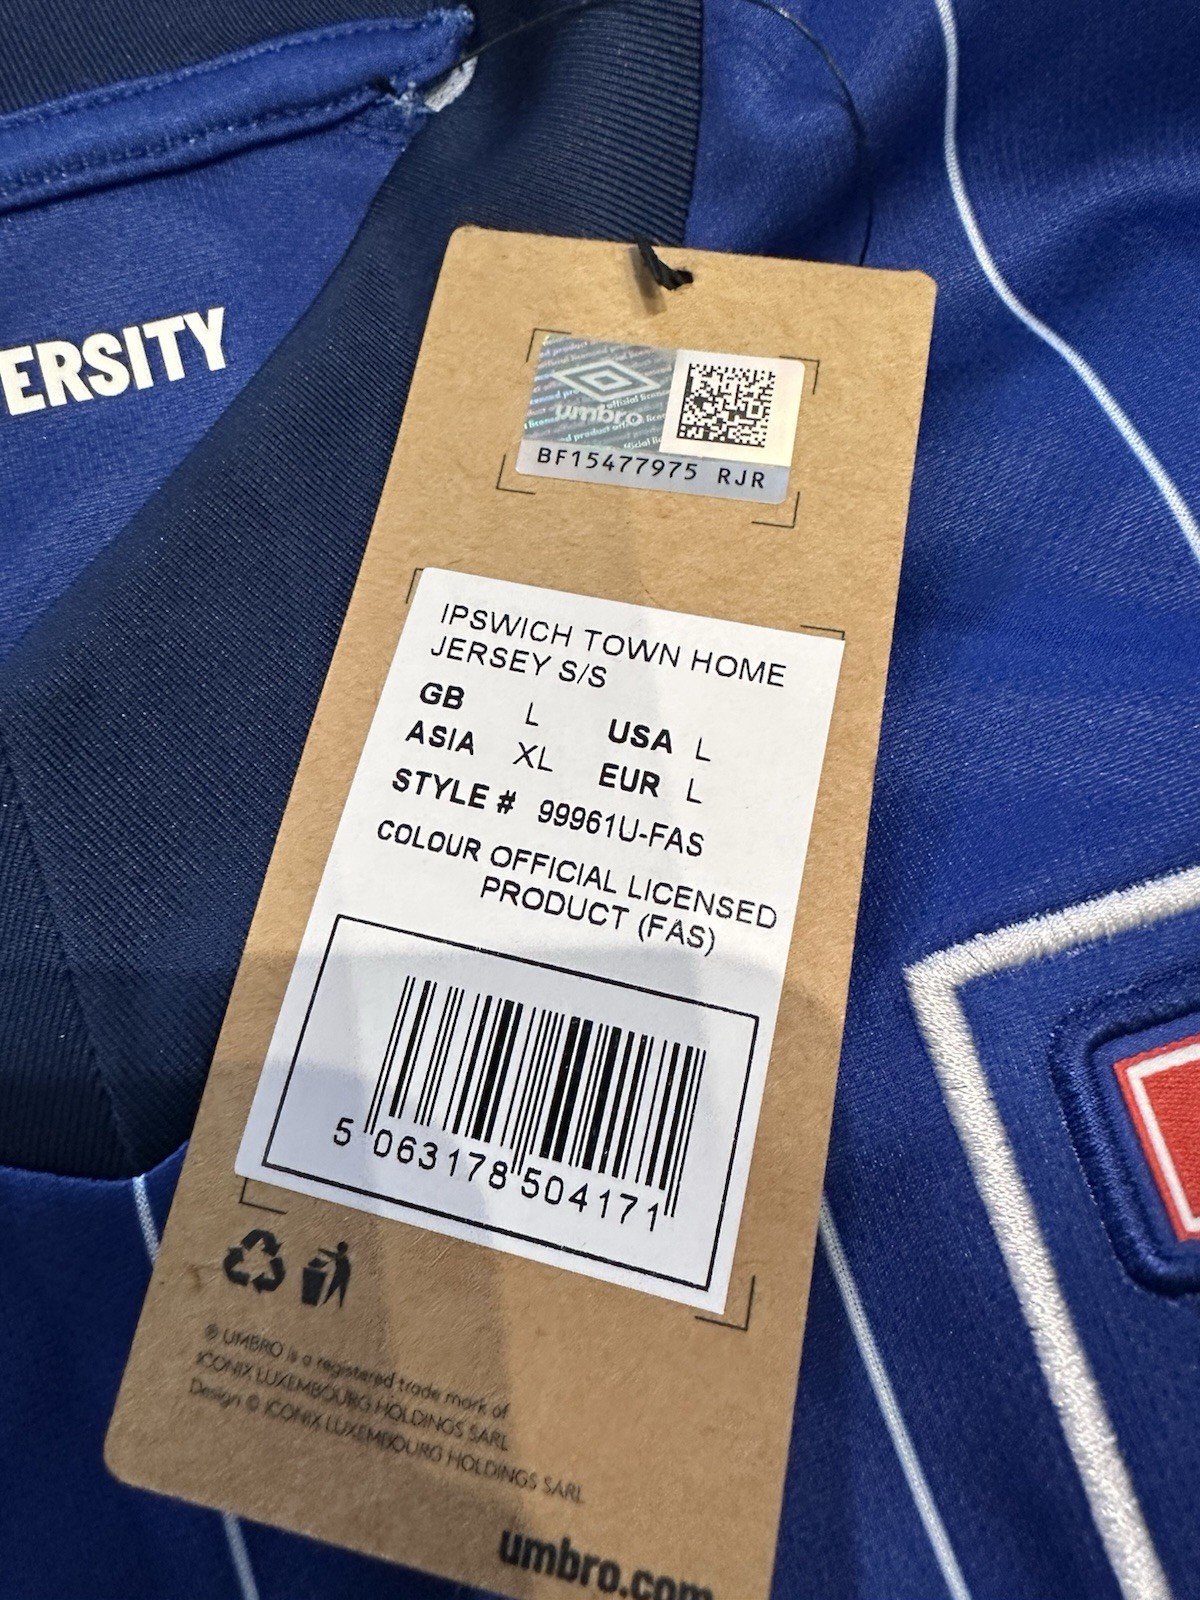 ERSITY
umbro
BF15477975 RJR
IPSWICH TOWN HOME
JERSEY S/S
GB L USA L
ASIA XL EUR L
STYLE # 99961U-FAS
COLOUR OFFICIAL LICENSED
PRODUCT (FAS)
5 063178 504171
® UMBRO is a registered trade mark of
ICONIX LUXEMBOURG HOLDINGS SARL
Design © ICONIX LUXEMBOURG HOLDINGS SARL
umbro.com